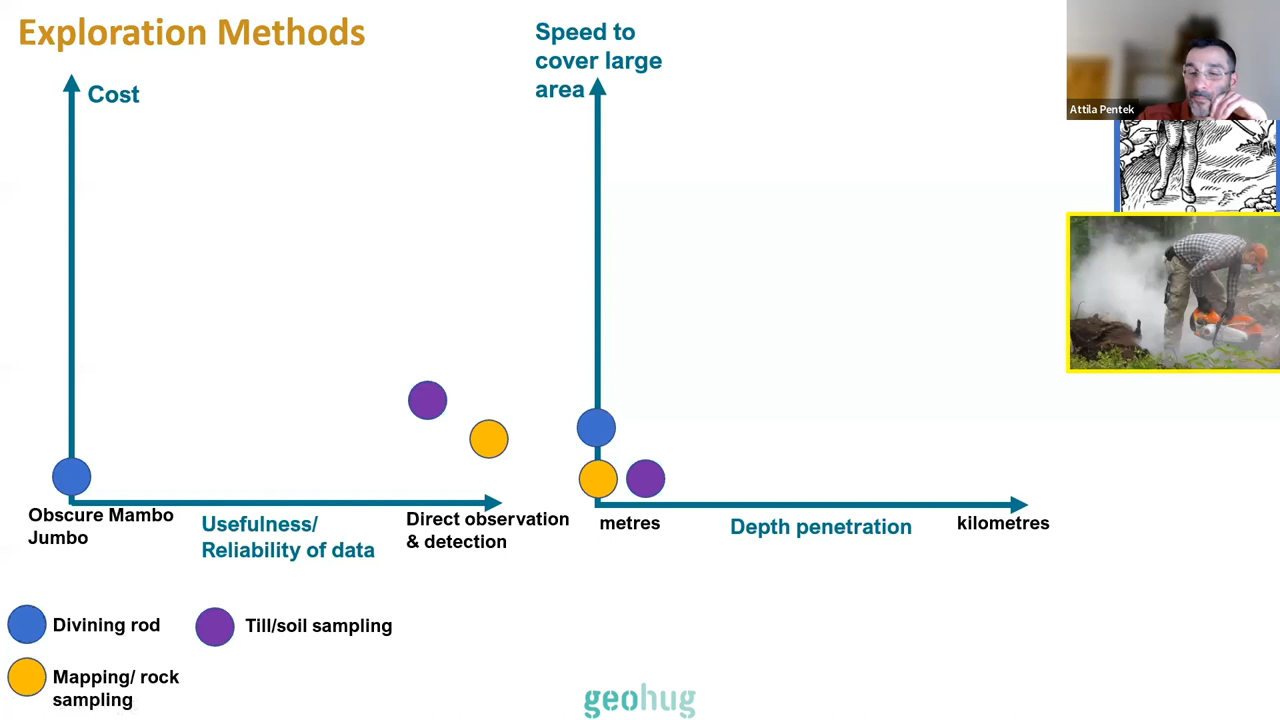 Exploration Methods
Cost
Speed to
cover large
area
Attila Pentek
Obscure Mambo
Jumbo
Usefulness/
Reliability of data
Direct observation
& detection
metres
Depth penetration
kilometres
Divining rod
Till/soil sampling
Mapping/ rock
sampling
geohug